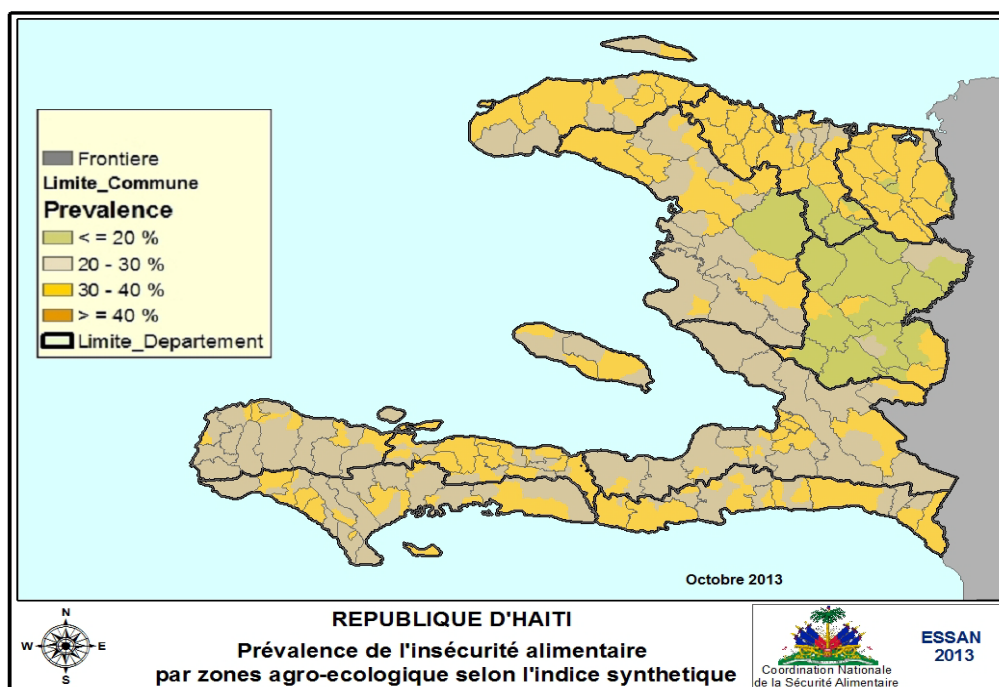 Frontiere
Limite_Commune
Prevalence
< = 20 %
20 - 30 %
30 - 40 %
> = 40 %
Limite_Departement
Octobre 2013
N
W E
S
REPUBLIQUE D'HAITI
Prévalence de l'insécurité alimentaire
par zones agro-ecologique selon l'indice synthetique
Coordination Nationale
de la Sécurité Alimentaire
ESSAN
2013